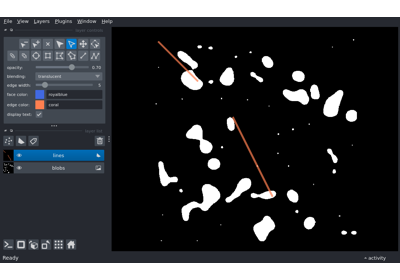 File View Layers Plugins Window Help
opacity: 0.70
blending: translucent
edge width: 5
face color: royalblue
edge color: coral
display text:
lines
blobs
Ready activity